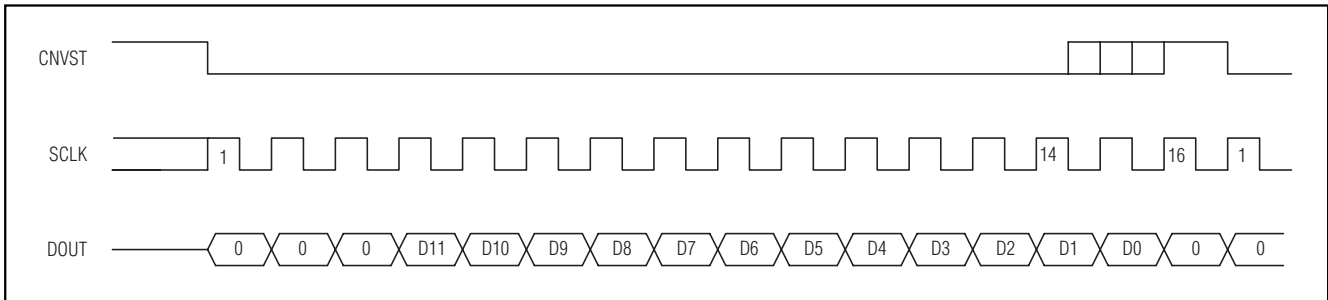 CNVST
SCLK 1 14 16 1
DOUT 0 0 0 D11 D10 D9 D8 D7 D6 D5 D4 D3 D2 D1 D0 0 0